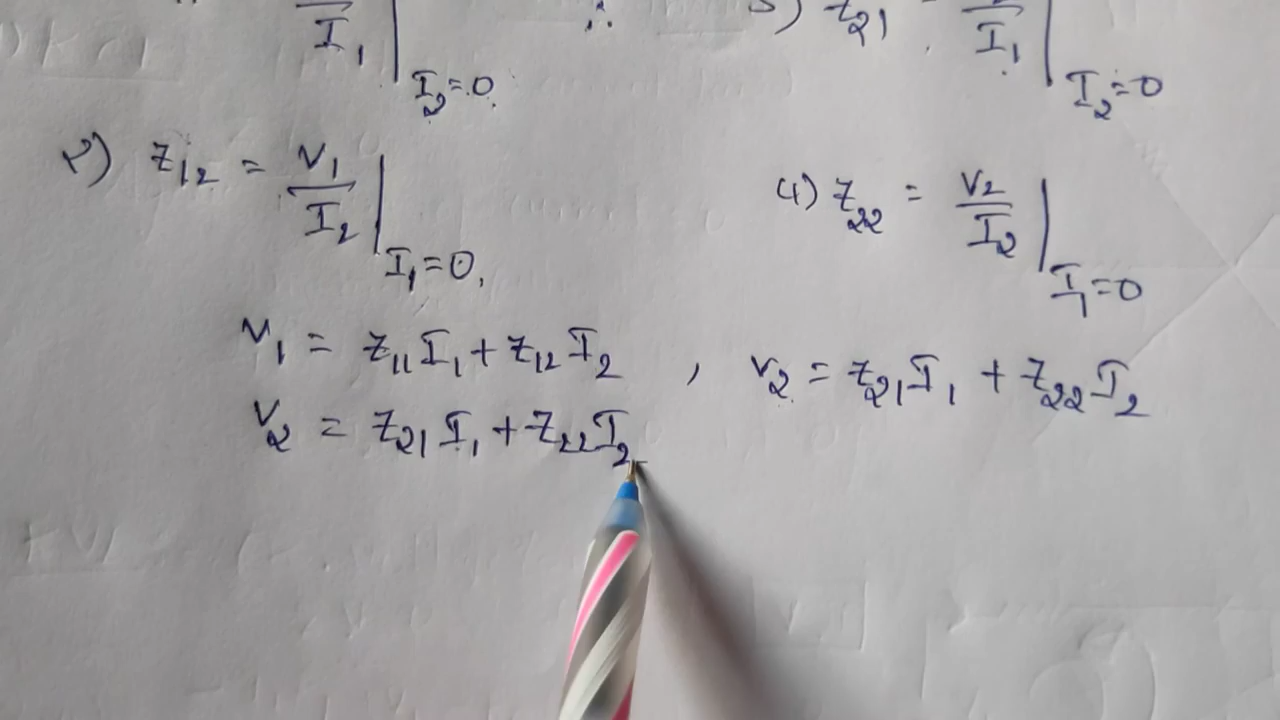 I1 | I2=0
3) Z21 I1 | I2=0
2) Z12 = V1/I2 | I1=0,
4) Z22 = V2/I2 | I1=0
V1 = Z11 I1 + Z12 I2 , V2 = Z21 I1 + Z22 I2
V2 = Z21 I1 + Z22 I2